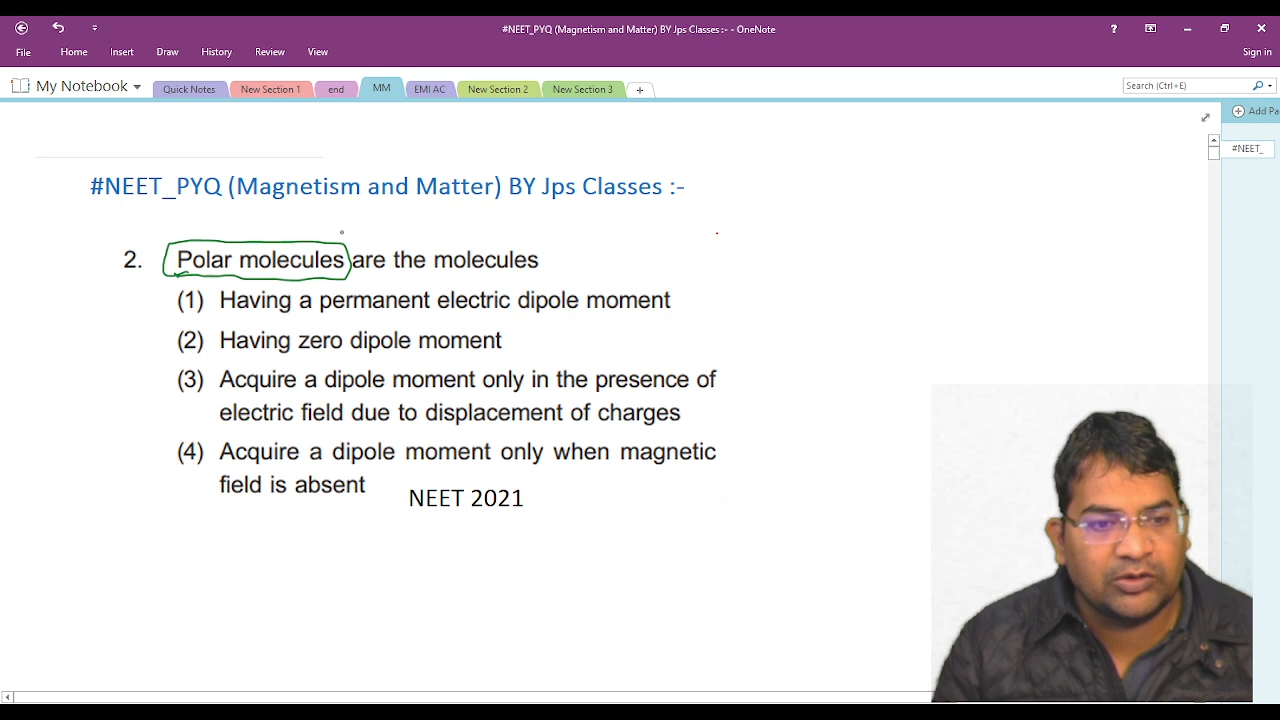 #NEET_PYQ (Magnetism and Matter) BY Jps Classes :- - OneNote
? 
File Home Insert Draw History Review View Sign in
My Notebook Quick Notes New Section 1 end MM EMI AC New Section 2 New Section 3 + Search (Ctrl+E)
+ Add Pa
#NEET_
#NEET_PYQ (Magnetism and Matter) BY Jps Classes :-
2. Polar molecules are the molecules
(1) Having a permanent electric dipole moment
(2) Having zero dipole moment
(3) Acquire a dipole moment only in the presence of
electric field due to displacement of charges
(4) Acquire a dipole moment only when magnetic
field is absent
NEET 2021